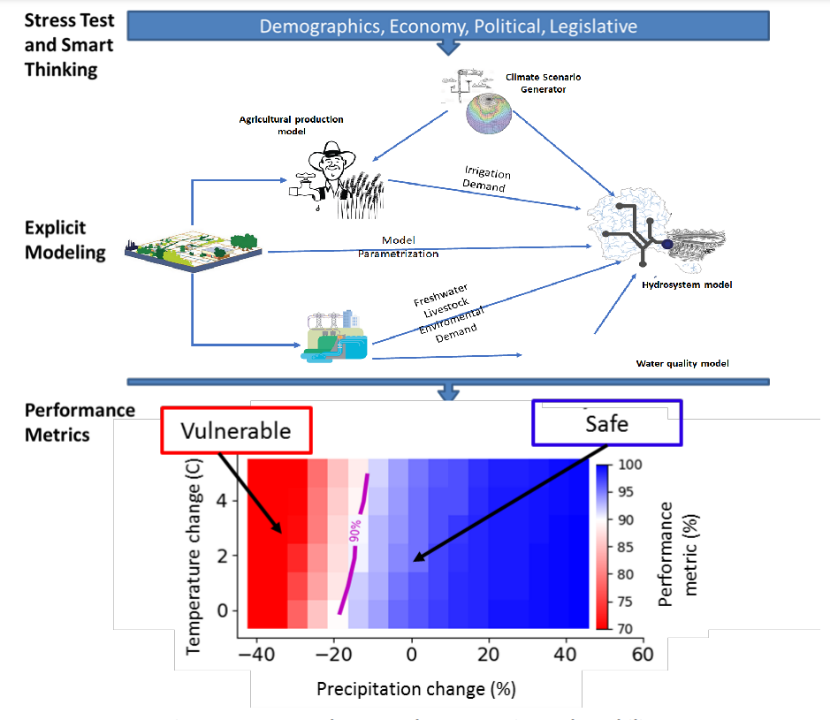 Stress Test
and Smart
Thinking
Demographics, Economy, Political, Legislative
Climate Scenario
Generator
Agricultural production
model
Irrigation
Demand
Explicit
Modeling
Model
Parametrization
Hydrosystem model
Freshwater
Livestock
Enviromental
Demand
Water quality model
Performance
Metrics
Vulnerable
Safe
Temperature change (C)
4
2
0
90%
100
95
90
85
80
75
70
Performance
metric (%)
−40
−20
0
20
40
60
Precipitation change (%)